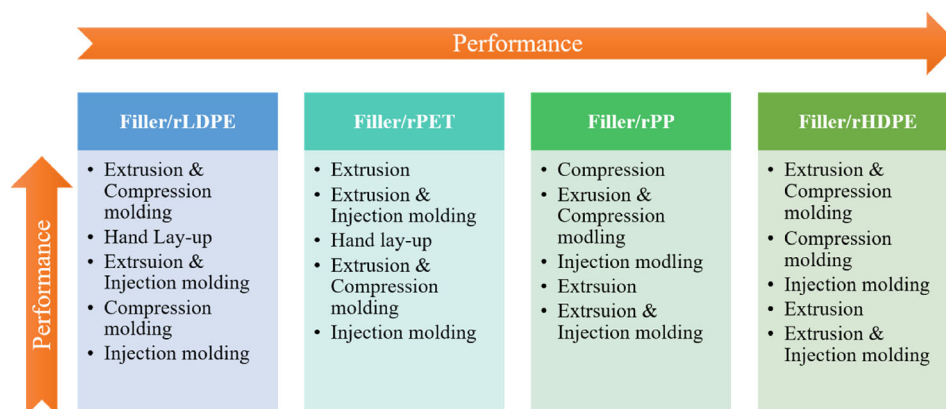 Performance
Performance
Filler/rLDPE
• Extrusion &
Compression
molding
• Hand Lay-up
• Extrsuion &
Injection molding
• Compression
molding
• Injection molding
Filler/rPET
• Extrusion
• Extrusion &
Injection molding
• Hand lay-up
• Extrusion &
Compression
molding
• Injection molding
Filler/rPP
• Compression
• Exrusion &
Compression
modling
• Injection modling
• Extrsuion
• Extrsuion &
Injection molding
Filler/rHDPE
• Extrusion &
Compression
molding
• Compression
molding
• Injection molding
• Extrusion
• Extrusion &
Injection molding